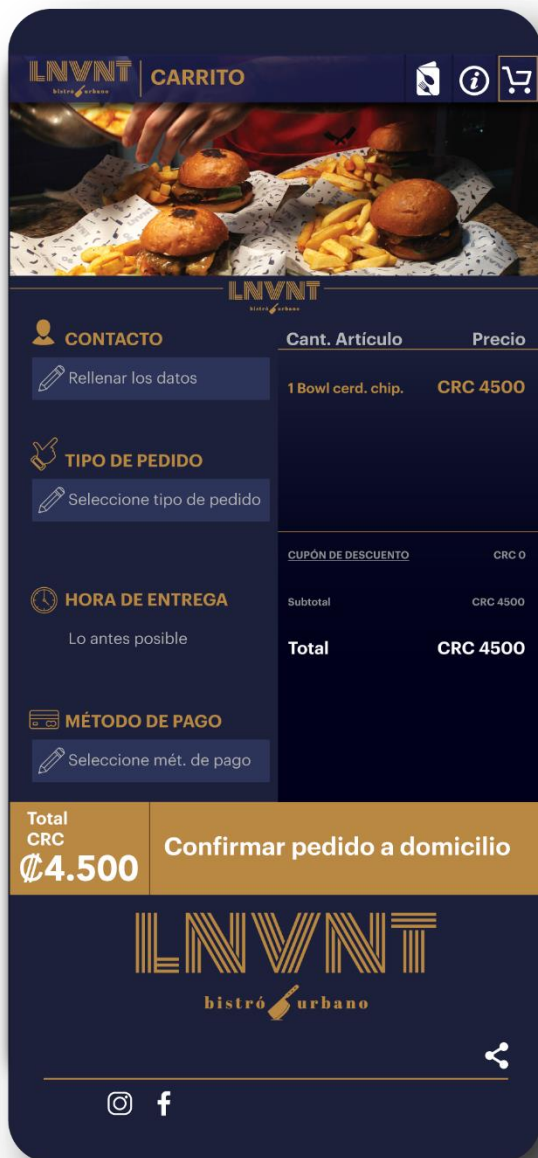 LNVNT
bistró urbano
CARRITO
LNVNT
bistró urbano
CONTACTO
Rellenar los datos
TIPO DE PEDIDO
Seleccione tipo de pedido
HORA DE ENTREGA
Lo antes posible
MÉTODO DE PAGO
Seleccione mét. de pago
Cant. Artículo Precio
1 Bowl cerd. chip. CRC 4500
CUPÓN DE DESCUENTO CRC 0
Subtotal CRC 4500
Total CRC 4500
Total
CRC
₡4.500
Confirmar pedido a domicilio
LNVNT
bistró urbano